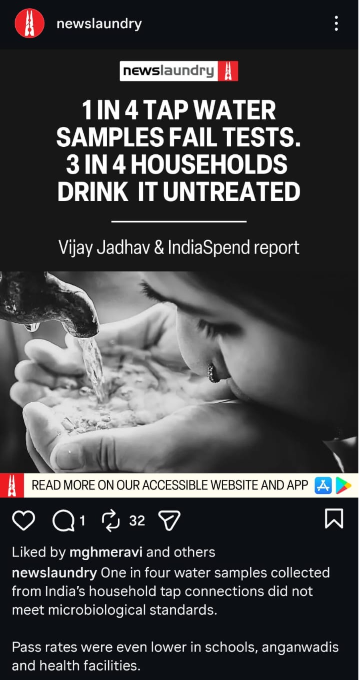 newslaundry
newslaundry
1 IN 4 TAP WATER
SAMPLES FAIL TESTS.
3 IN 4 HOUSEHOLDS
DRINK IT UNTREATED
Vijay Jadhav & IndiaSpend report
READ MORE ON OUR ACCESSIBLE WEBSITE AND APP
1
32
Liked by mghmeravi and others
newslaundry One in four water samples collected
from India's household tap connections did not
meet microbiological standards.
Pass rates were even lower in schools, anganwadis
and health facilities.